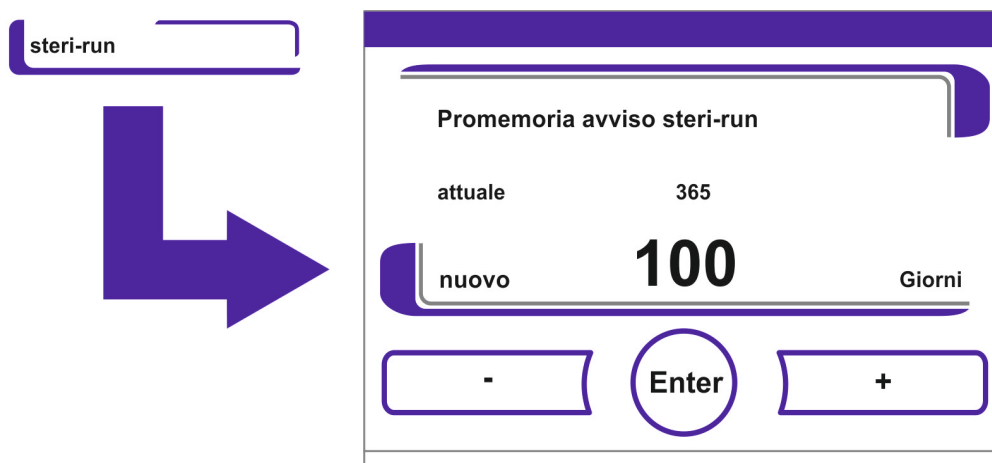 steri-run
Promemoria avviso steri-run
attuale 365
nuovo 100 Giorni
- Enter +